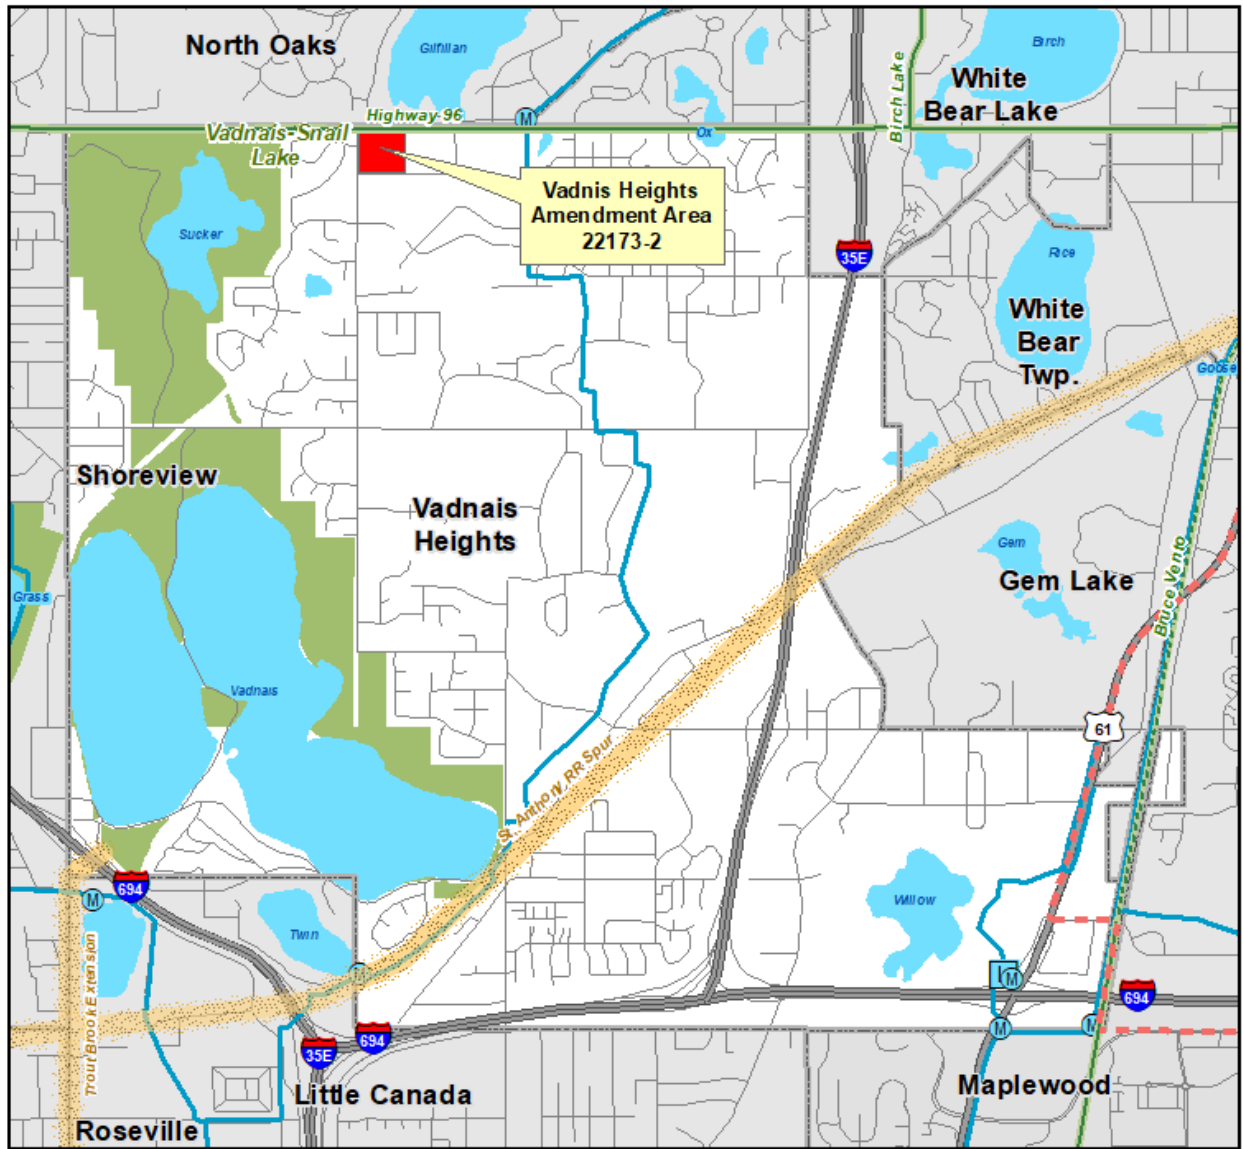 North Oaks
Gilfillan
Birch
White
Bear Lake
Birch Lake
Highway 96
M
Vadnais-Snail
Lake
Ox
Vadnis Heights
Amendment Area
22173-2
Sucker
35E
Rice
White
Bear
Twp.
Goose
Shoreview
Vadnais
Heights
Gem
Gem Lake
Bruce Vento
Grass
Vadnais
61
St. Anthony RR Spur
694
M
Willow
Twin
M
M
694
Trout Brook Extension
M
M
694
35E
Little Canada
Maplewood
Roseville